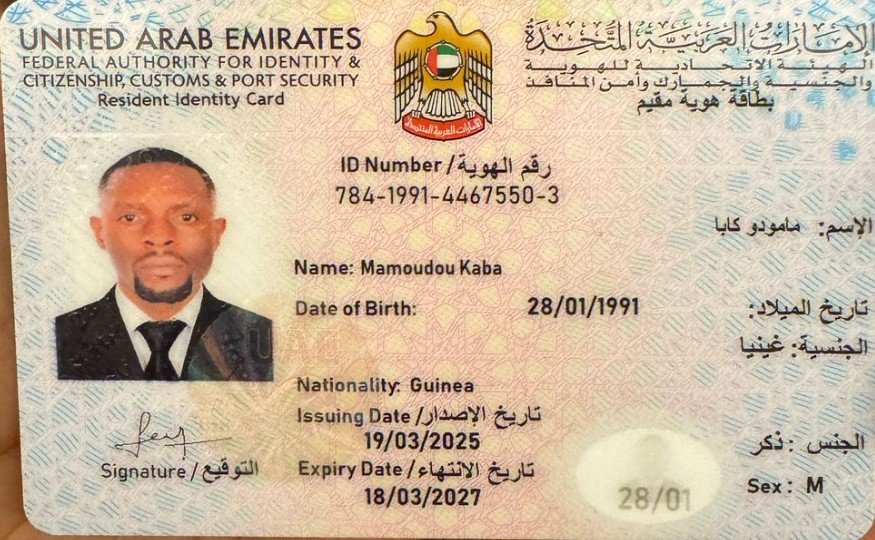 UNITED ARAB EMIRATES
FEDERAL AUTHORITY FOR IDENTITY &
CITIZENSHIP, CUSTOMS & PORT SECURITY
Resident Identity Card
الإمارات العربية المتحدة
الهيئة الاتحادية للهوية
والجنسية والجمارك وأمن المنافذ
بطاقة هوية مقيم
الإمارات العربية المتحدة
ID Number / رقم الهوية
784-1991-4467550-3
الإسم: مامودو كابا
Name: Mamoudou Kaba
Date of Birth: 28/01/1991 تاريخ الميلاد:
الجنسية: غينيا
Nationality: Guinea
Issuing Date / تاريخ الإصدار
19/03/2025
الجنس: ذكر
Signature / التوقيع
Expiry Date / تاريخ الانتهاء
18/03/2027
Sex: M
28/01
UAE